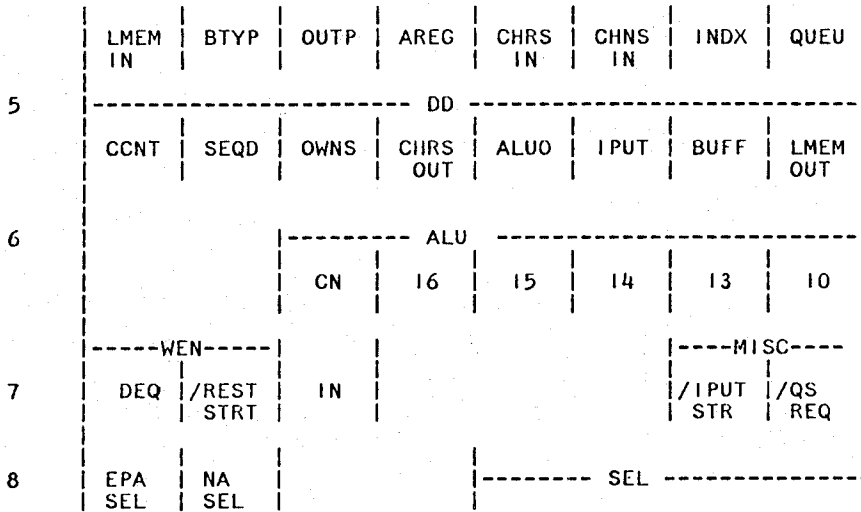 | LMEM | BTYP | OUTP | AREG | CHRS | CHNS | INDX | QUEU
| IN | | | | IN | IN | |
5 |---------------------------------- DD ---------------------------------------
| CCNT | SEQD | OWNS | CHRS | ALUO | IPUT | BUFF | LMEM
| | | | OUT | | | | OUT
6 |-------- ALU -------------------------------------
| CN | 16 | 15 | 14 | 13 | 10
|-----WEN-----| |----MISC----
7 | DEQ |/REST | IN | |/IPUT |/QS
| | STRT | | STR | REQ
8 | EPA | NA | |-------- SEL ------------------
| SEL | SEL |